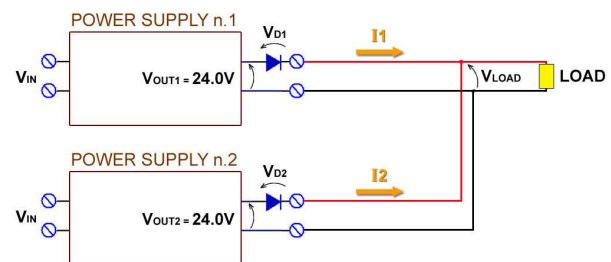 POWER SUPPLY n.1
VD1
I1
VIN
VOUT1 = 24.0V
VLOAD
LOAD
POWER SUPPLY n.2
VD2
I2
VIN
VOUT2 = 24.0V